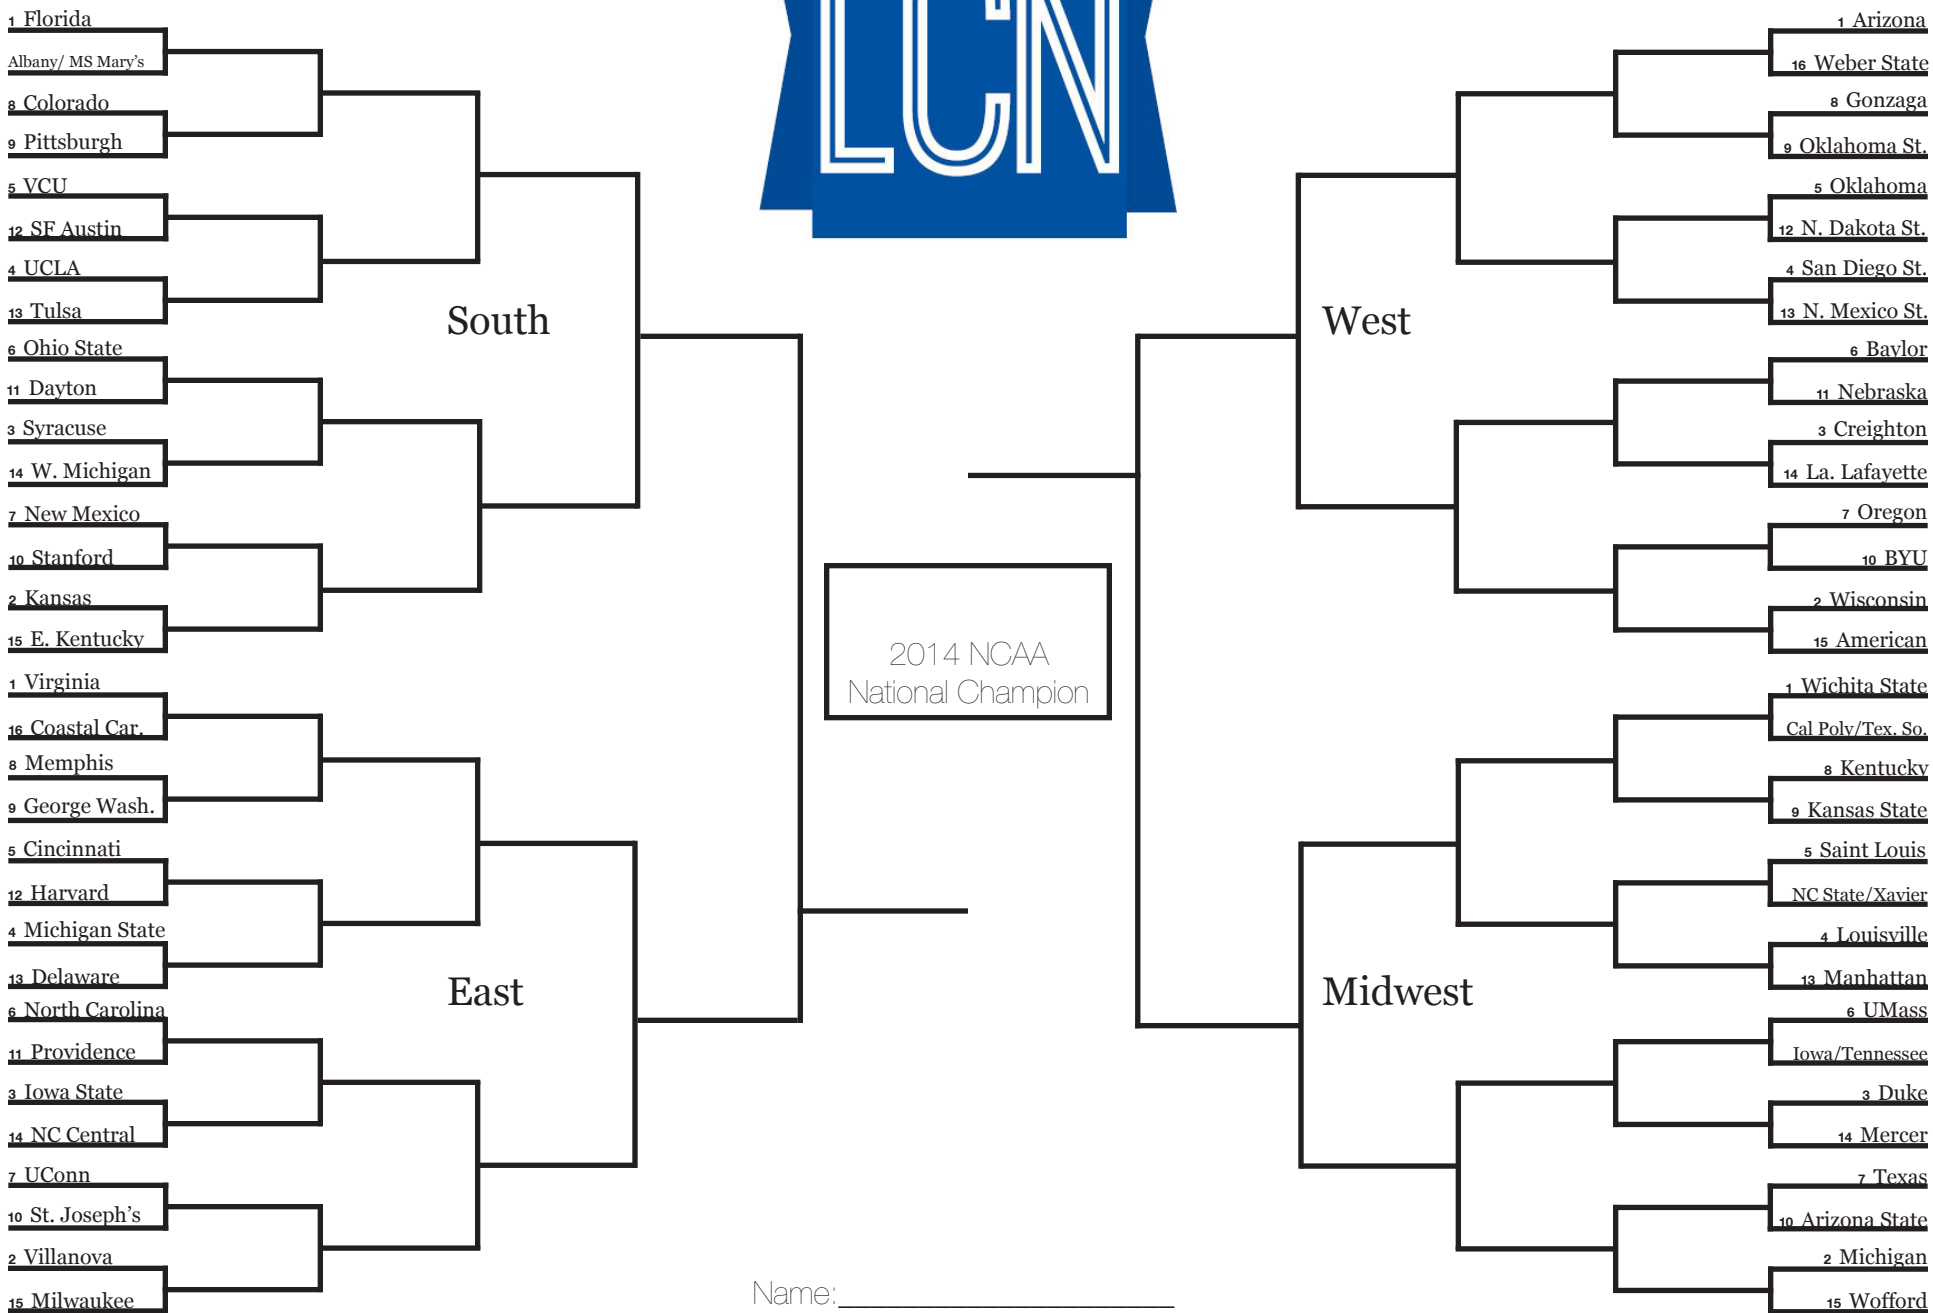 LCN
1 Florida
Albany/ MS Mary's
8 Colorado
9 Pittsburgh
5 VCU
12 SF Austin
4 UCLA
13 Tulsa
South
6 Ohio State
11 Dayton
3 Syracuse
14 W. Michigan
7 New Mexico
10 Stanford
2 Kansas
15 E. Kentucky
1 Virginia
16 Coastal Car.
8 Memphis
9 George Wash.
5 Cincinnati
12 Harvard
4 Michigan State
13 Delaware
East
6 North Carolina
11 Providence
3 Iowa State
14 NC Central
7 UConn
10 St. Joseph's
2 Villanova
15 Milwaukee
2014 NCAA
National Champion
Name:
1 Arizona
16 Weber State
8 Gonzaga
9 Oklahoma St.
5 Oklahoma
12 N. Dakota St.
4 San Diego St.
13 N. Mexico St.
West
6 Baylor
11 Nebraska
3 Creighton
14 La. Lafayette
7 Oregon
10 BYU
2 Wisconsin
15 American
1 Wichita State
Cal Poly/Tex. So.
8 Kentucky
9 Kansas State
5 Saint Louis
NC State/Xavier
4 Louisville
13 Manhattan
Midwest
6 UMass
Iowa/Tennessee
3 Duke
14 Mercer
7 Texas
10 Arizona State
2 Michigan
15 Wofford